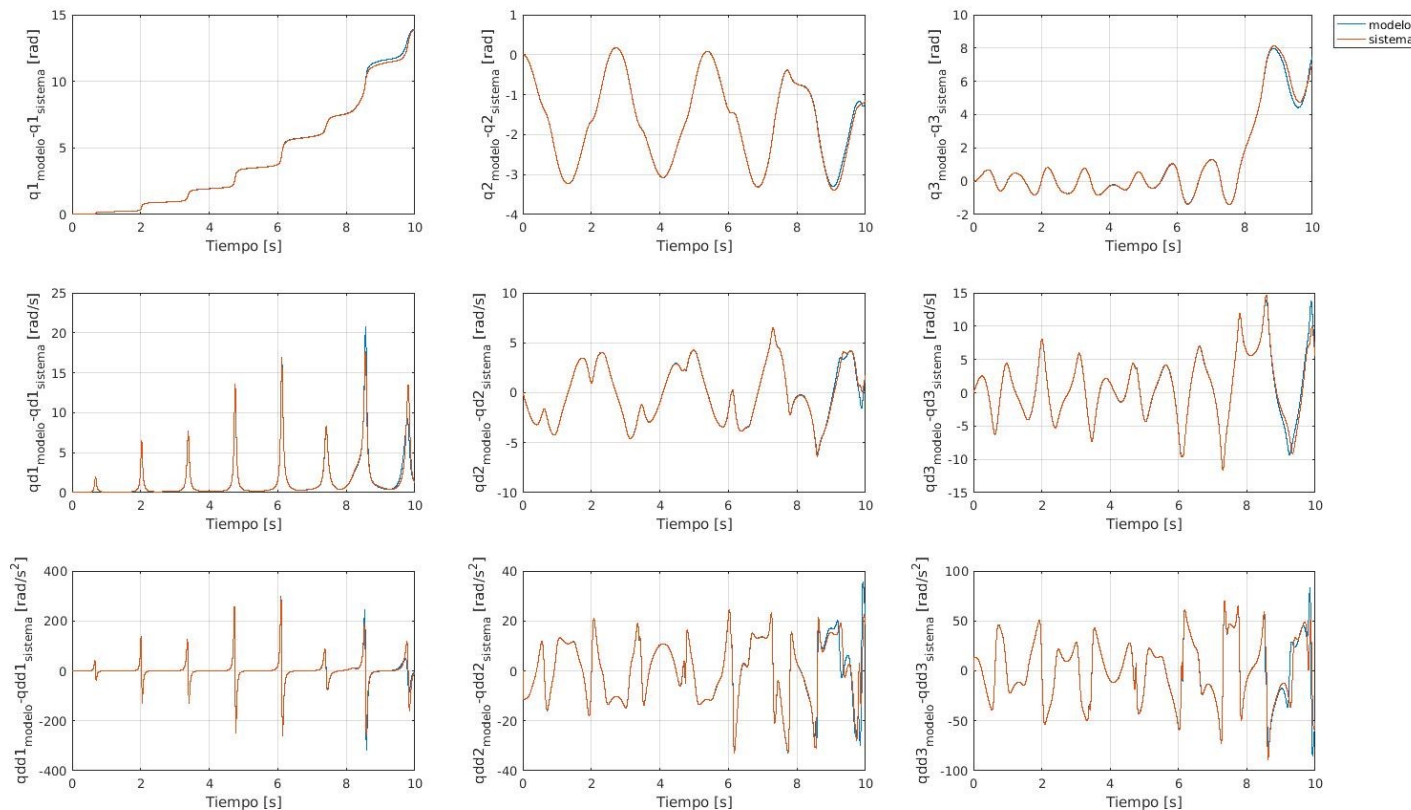 15
10
5
0
q1modelo-q1sistema [rad]
0 2 4 6 8 10
Tiempo [s]
1
0
-1
-2
-3
-4
q2modelo-q2sistema [rad]
0 2 4 6 8 10
Tiempo [s]
10
8
6
4
2
0
-2
q3modelo-q3sistema [rad]
0 2 4 6 8 10
Tiempo [s]
modelo
sistema
25
20
15
10
5
0
qd1modelo-qd1sistema [rad/s]
0 2 4 6 8 10
Tiempo [s]
10
5
0
-5
-10
qd2modelo-qd2sistema [rad/s]
0 2 4 6 8 10
Tiempo [s]
15
10
5
0
-5
-10
-15
qd3modelo-qd3sistema [rad/s]
0 2 4 6 8 10
Tiempo [s]
400
200
0
-200
-400
qdd1modelo-qdd1sistema [rad/s²]
0 2 4 6 8 10
Tiempo [s]
40
20
0
-20
-40
qdd2modelo-qdd2sistema [rad/s²]
0 2 4 6 8 10
Tiempo [s]
100
50
0
-50
-100
qdd3modelo-qdd3sistema [rad/s²]
0 2 4 6 8 10
Tiempo [s]